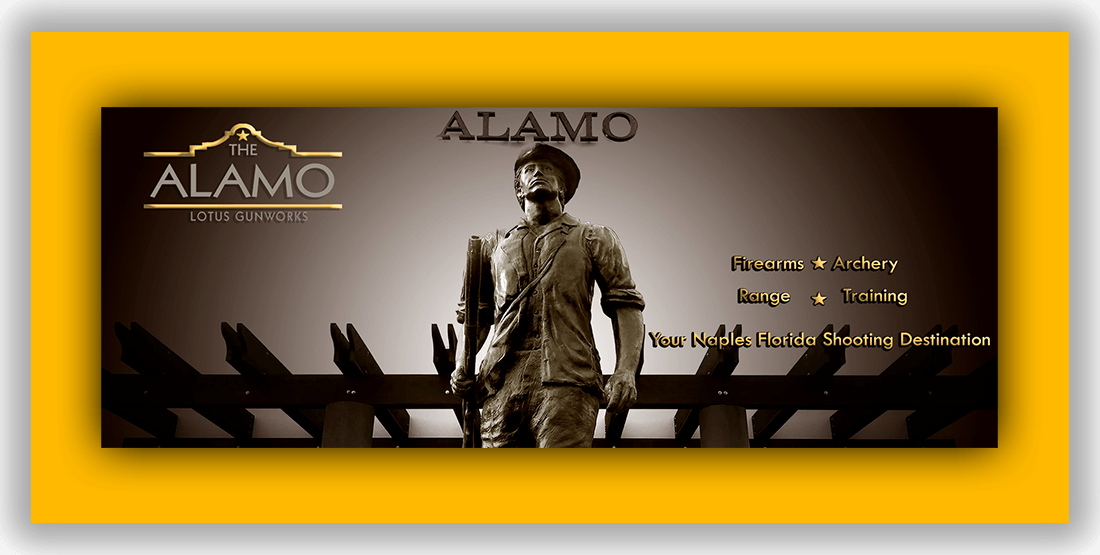 ALAMO
THE
ALAMO
LOTUS GUNWORKS
Firearms ★ Archery
Range ★ Training
Your Naples Florida Shooting Destination